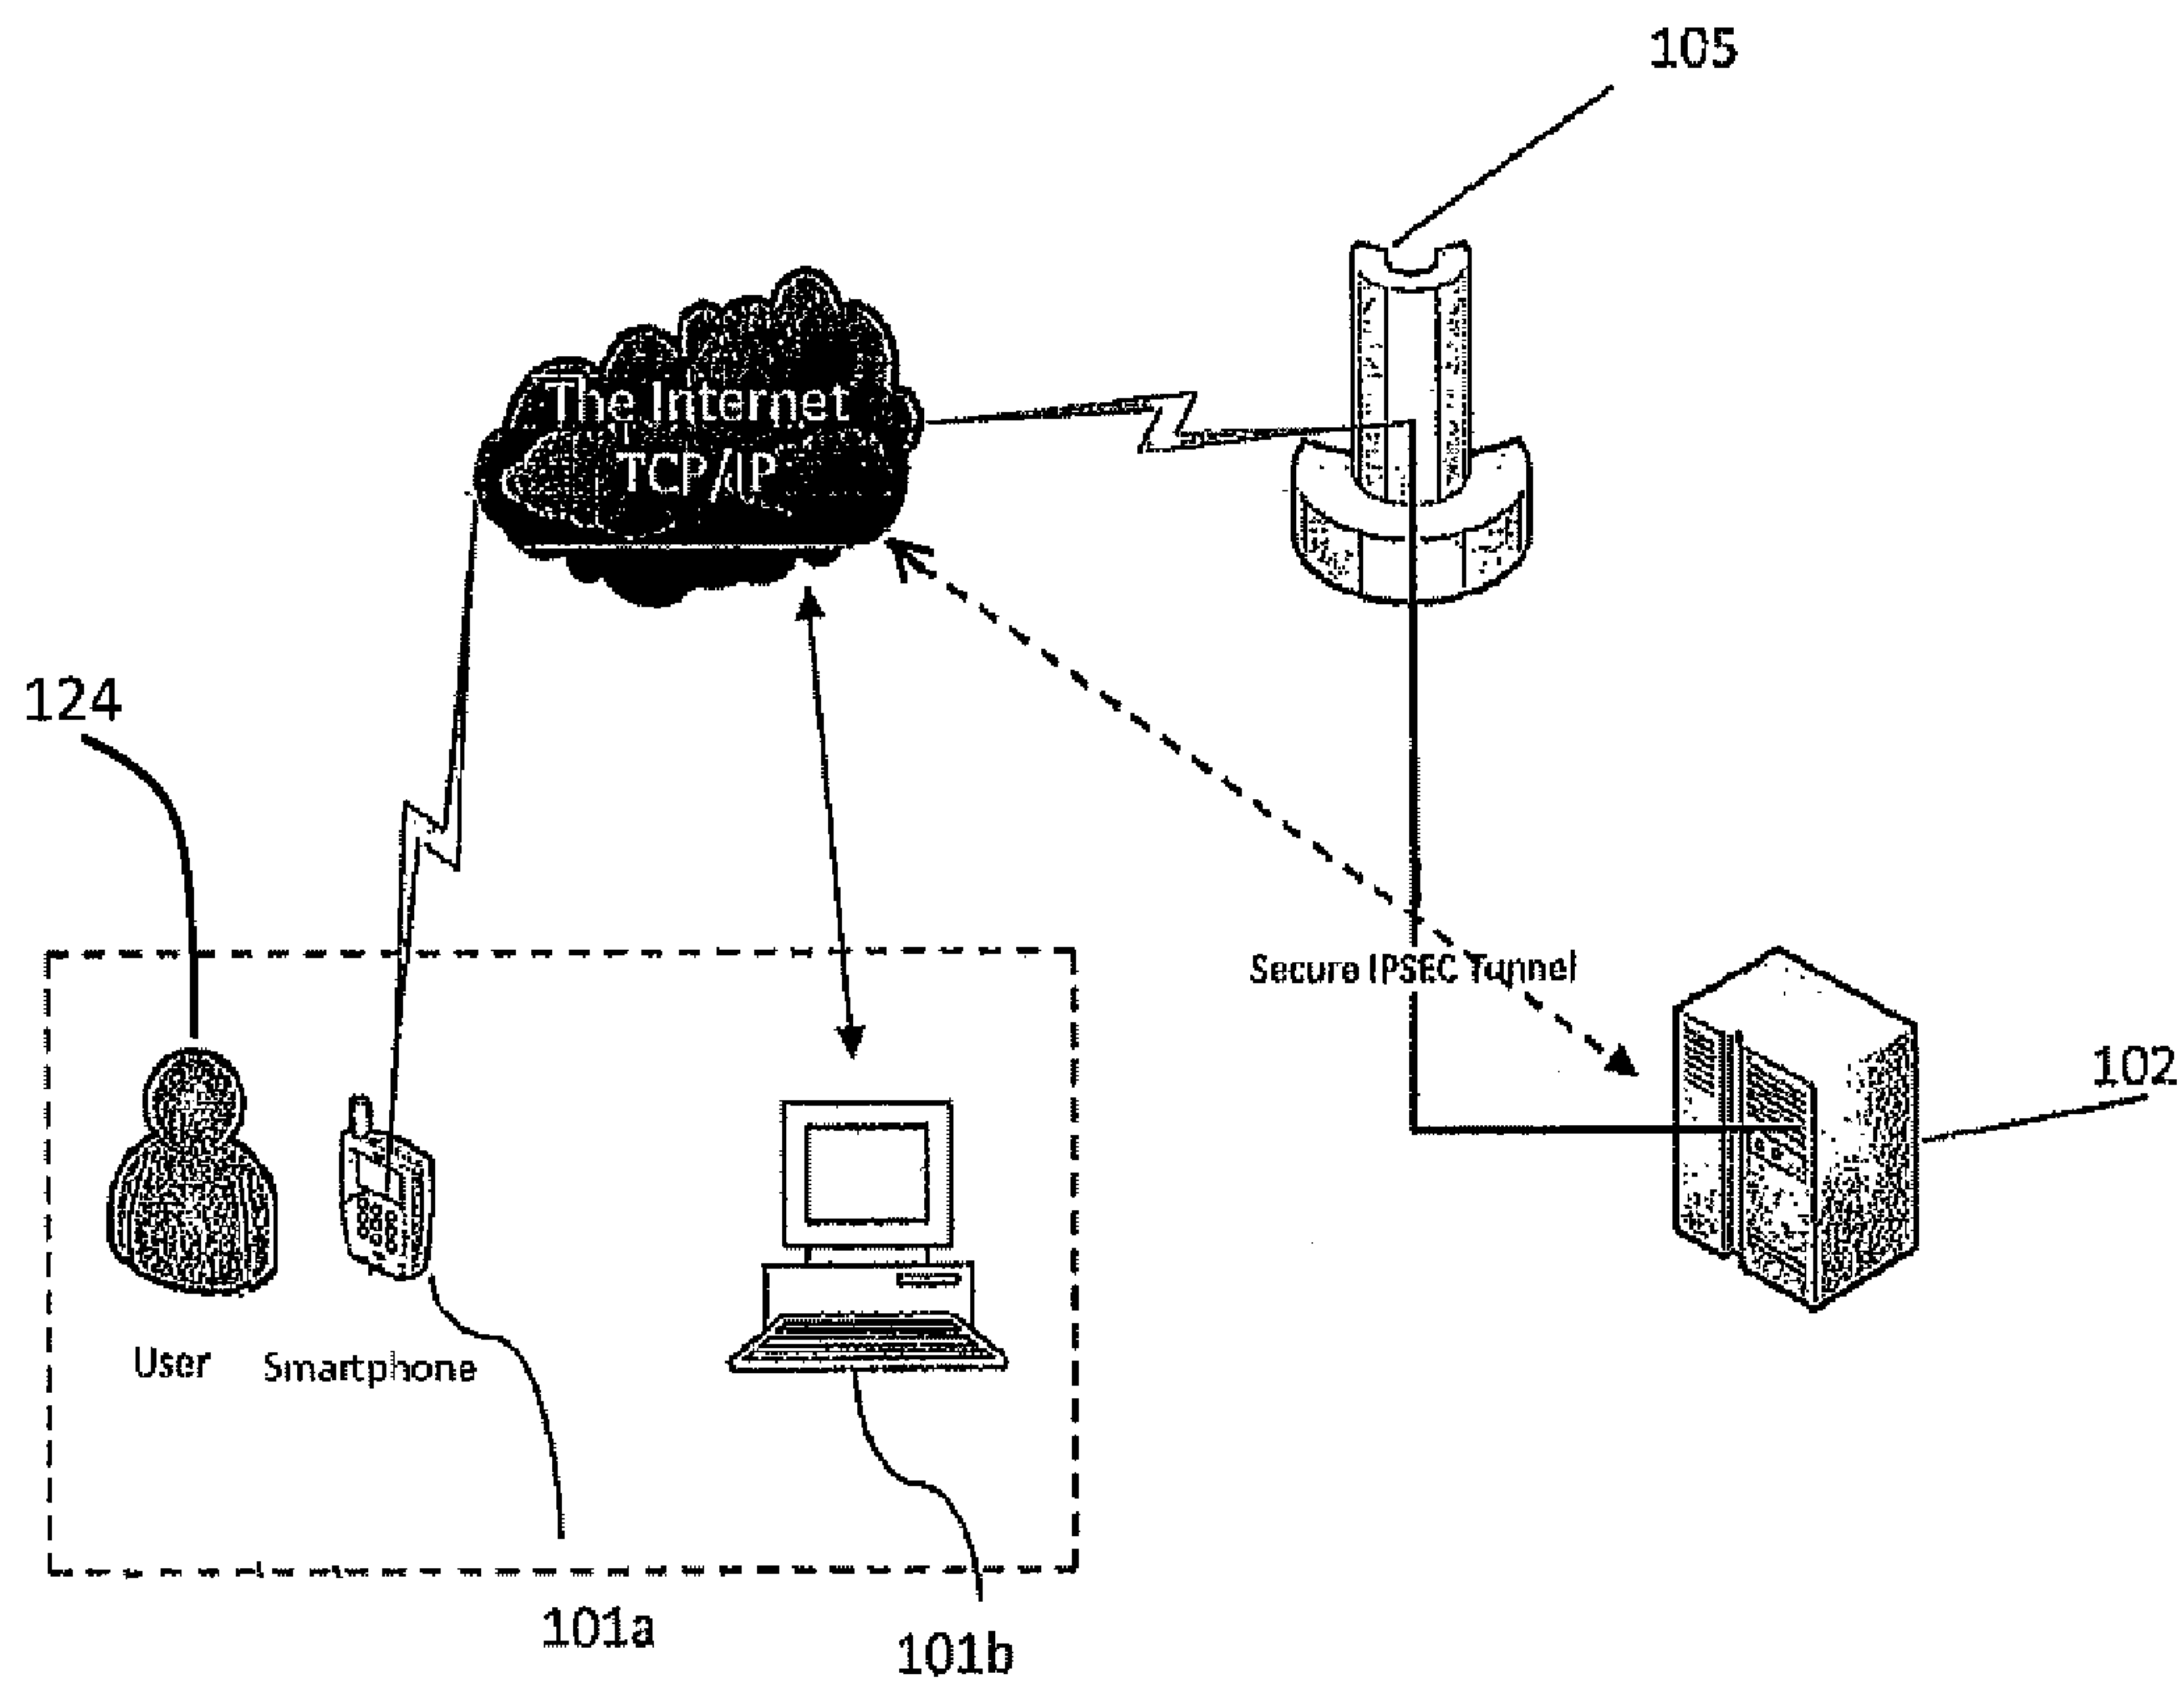 105
The Internet
TCP/IP
124
Secure IPSEC Tunnel
102
User
Smartphone
101a
101b